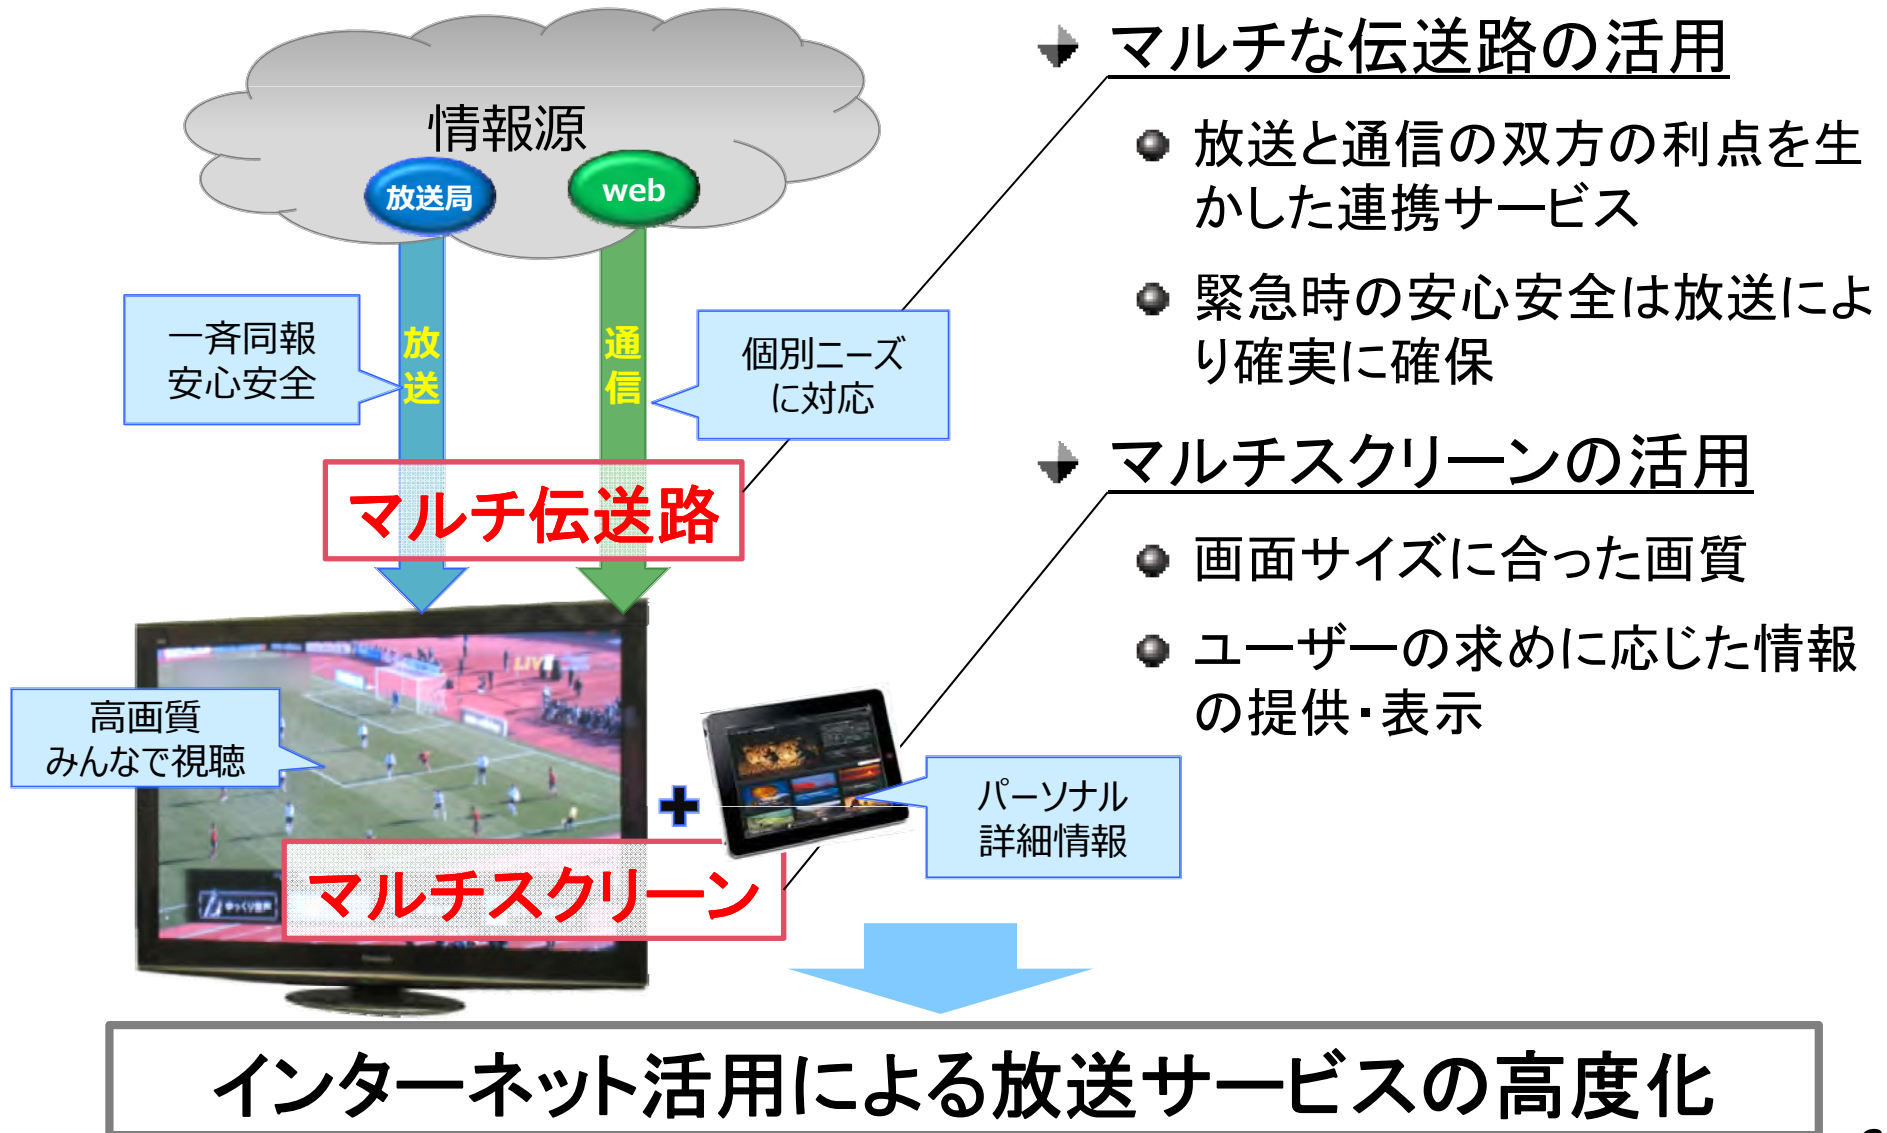 情報源
放送局
web
一斉同報
安心安全
放送
通信
個別ニーズ
に対応
マルチ伝送路
LIVE
高画質
みんなで視聴
ゆっくり音声
Panasonic
パーソナル
詳細情報
マルチスクリーン
マルチな伝送路の活用
放送と通信の双方の利点を生
かした連携サービス
緊急時の安心安全は放送によ
り確実に確保
マルチスクリーンの活用
画面サイズに合った画質
ユーザーの求めに応じた情報
の提供・表示
インターネット活用による放送サービスの高度化